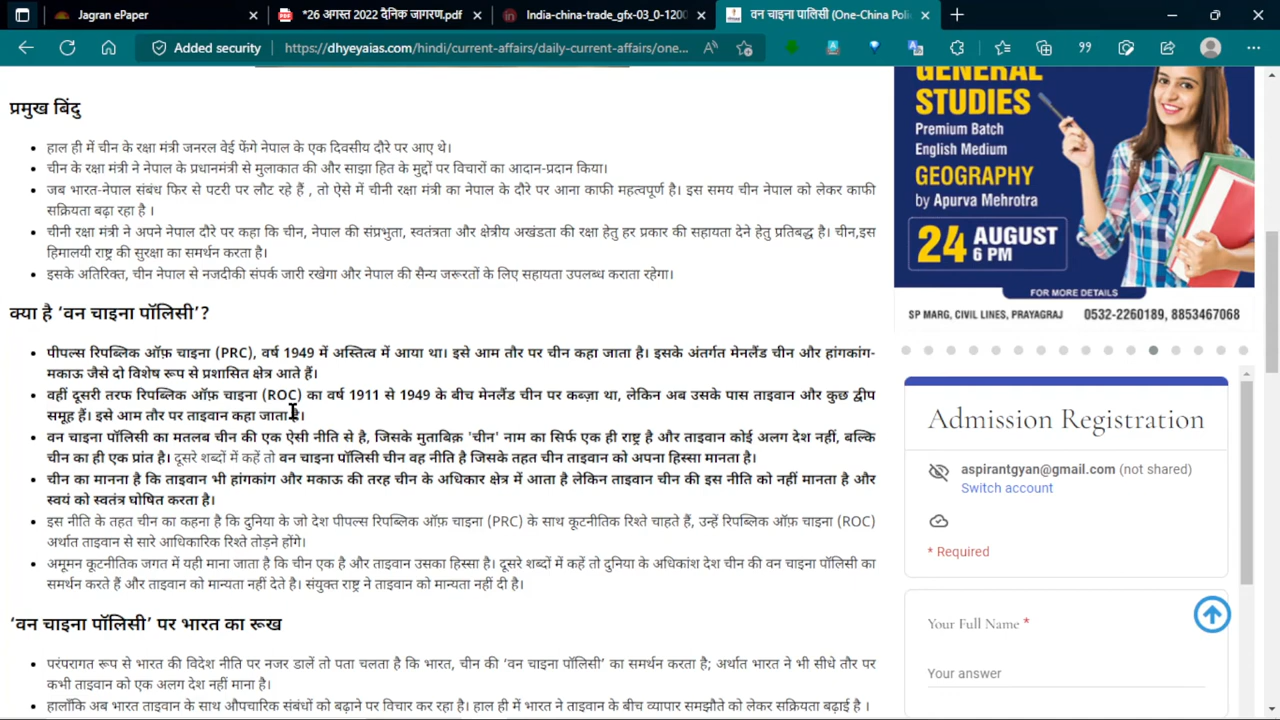 Jagran ePaper
*26 अगस्त 2022 दैनिक जागरण.pdf
India-china-trade_gfx-03_0-1200
वन चाइना पालिसी (One-China Poli
Added security
https://dhyeyaias.com/hindi/current-affairs/daily-current-affairs/one...
प्रमुख बिंदु
हाल ही में चीन के रक्षा मंत्री जनरल वेई फेंगे नेपाल के एक दिवसीय दौरे पर आए थे।
चीन के रक्षा मंत्री ने नेपाल के प्रधानमंत्री से मुलाकात की और साझा हित के मुद्दों पर विचारों का आदान-प्रदान किया।
जब भारत-नेपाल संबंध फिर से पटरी पर लौट रहे हैं , तो ऐसे में चीनी रक्षा मंत्री का नेपाल के दौरे पर आना काफी महत्वपूर्ण है। इस समय चीन नेपाल को लेकर काफी
सक्रियता बढ़ा रहा है ।
चीनी रक्षा मंत्री ने अपने नेपाल दौरे पर कहा कि चीन, नेपाल की संप्रभुता, स्वतंत्रता और क्षेत्रीय अखंडता की रक्षा हेतु हर प्रकार की सहायता देने हेतु प्रतिबद्ध है। चीन,इस
हिमालयी राष्ट्र की सुरक्षा का समर्थन करता है।
इसके अतिरिक्त, चीन नेपाल से नजदीकी संपर्क जारी रखेगा और नेपाल की सैन्य जरूरतों के लिए सहायता उपलब्ध कराता रहेगा।
क्या है ‘वन चाइना पॉलिसी’?
पीपल्स रिपब्लिक ऑफ़ चाइना (PRC), वर्ष 1949 में अस्तित्व में आया था। इसे आम तौर पर चीन कहा जाता है। इसके अंतर्गत मेनलैंड चीन और हांगकांग-
मकाऊ जैसे दो विशेष रूप से प्रशासित क्षेत्र आते हैं।
वहीं दूसरी तरफ रिपब्लिक ऑफ़ चाइना (ROC) का वर्ष 1911 से 1949 के बीच मेनलैंड चीन पर कब्ज़ा था, लेकिन अब उसके पास ताइवान और कुछ द्वीप
समूह हैं। इसे आम तौर पर ताइवान कहा जाता है।
वन चाइना पॉलिसी का मतलब चीन की एक ऐसी नीति से है, जिसके मुताबिक़ 'चीन' नाम का सिर्फ एक ही राष्ट्र है और ताइवान कोई अलग देश नहीं, बल्कि
चीन का ही एक प्रांत है। दूसरे शब्दों में कहें तो वन चाइना पॉलिसी चीन वह नीति है जिसके तहत चीन ताइवान को अपना हिस्सा मानता है।
चीन का मानना है कि ताइवान भी हांगकांग और मकाऊ की तरह चीन के अधिकार क्षेत्र में आता है लेकिन ताइवान चीन की इस नीति को नहीं मानता है और
स्वयं को स्वतंत्र घोषित करता है।
इस नीति के तहत चीन का कहना है कि दुनिया के जो देश पीपल्स रिपब्लिक ऑफ़ चाइना (PRC) के साथ कूटनीतिक रिश्ते चाहते हैं, उन्हें रिपब्लिक ऑफ़ चाइना (ROC)
अर्थात ताइवान से सारे आधिकारिक रिश्ते तोड़ने होंगे।
अमूमन कूटनीतिक जगत में यही माना जाता है कि चीन एक है और ताइवान उसका हिस्सा है। दूसरे शब्दों में कहें तो दुनिया के अधिकांश देश चीन की वन चाइना पॉलिसी का
समर्थन करते हैं और ताइवान को मान्यता नहीं देते है। संयुक्त राष्ट्र ने ताइवान को मान्यता नहीं दी है।
‘वन चाइना पॉलिसी’ पर भारत का रूख
परंपरागत रूप से भारत की विदेश नीति पर नजर डालें तो पता चलता है कि भारत, चीन की ‘वन चाइना पॉलिसी’ का समर्थन करता है; अर्थात भारत ने भी सीधे तौर पर
कभी ताइवान को एक अलग देश नहीं माना है।
हालाँकि अब भारत ताइवान के साथ औपचारिक संबंधों को बढ़ाने पर विचार कर रहा है। हाल ही में भारत ने ताइवान के बीच व्यापार समझौते को लेकर सक्रियता बढ़ाई है ।
GENERAL
STUDIES
Premium Batch
English Medium
GEOGRAPHY
by Apurva Mehrotra
24 AUGUST
6 PM
FOR MORE DETAILS
SP MARG, CIVIL LINES, PRAYAGRAJ 0532-2260189, 8853467068
Admission Registration
aspirantgyan@gmail.com (not shared)
Switch account
* Required
Your Full Name *
Your answer